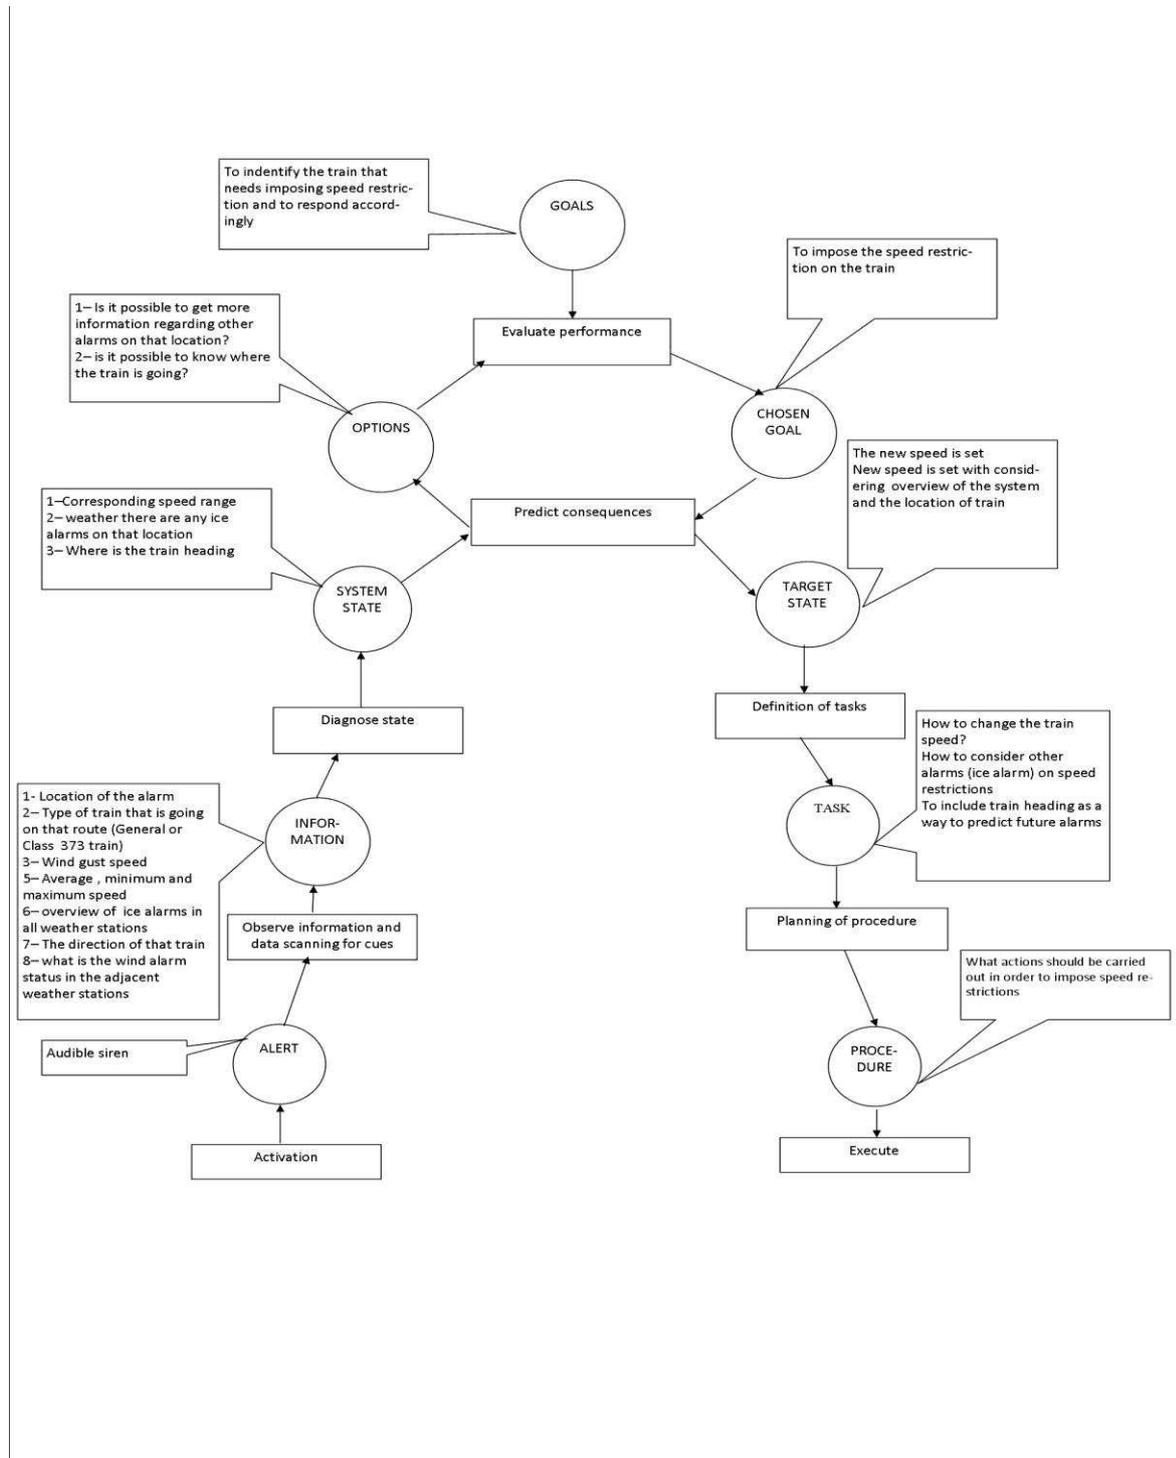 To indentify the train that
needs imposing speed restric-
tion and to respond accord-
ingly
GOALS
To impose the speed restric-
tion on the train
1– Is it possible to get more
information regarding other
alarms on that location?
2– is it possible to know where
the train is going?
Evaluate performance
OPTIONS
CHOSEN
GOAL
The new speed is set
New speed is set with consid-
ering overview of the system
and the location of train
1–Corresponding speed range
2– weather there are any ice
alarms on that location
3– Where is the train heading
Predict consequences
SYSTEM
STATE
TARGET
STATE
Diagnose state
Definition of tasks
How to change the train
speed?
How to consider other
alarms (ice alarm) on speed
restrictions
To include train heading as a
way to predict future alarms
1- Location of the alarm
2– Type of train that is going
on that route (General or
Class 373 train)
3– Wind gust speed
5– Average , minimum and
maximum speed
6– overview of ice alarms in
all weather stations
7– The direction of that train
8– what is the wind alarm
status in the adjacent
weather stations
INFOR-
MATION
TASK
Observe information and
data scanning for cues
Planning of procedure
What actions should be carried
out in order to impose speed re-
strictions
Audible siren
ALERT
PROCE-
DURE
Activation
Execute